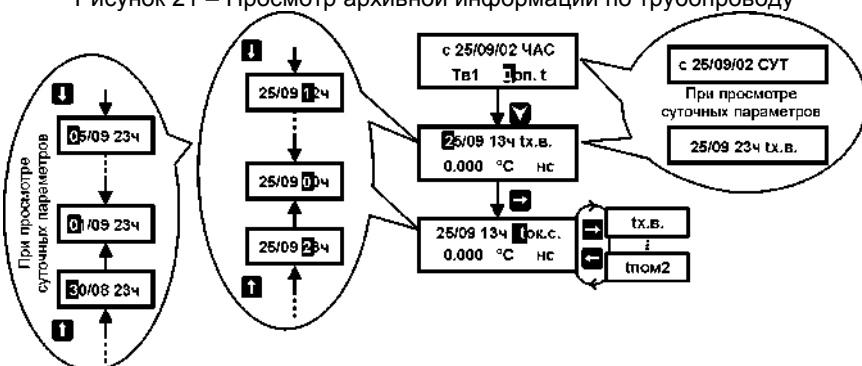 Рисунок 21 – Просмотр архивной информации по трубопроводу
с 25/09/02 ЧАС
Тв1 Доп. t
25/09 13ч tх.в.
0.000 °С нс
25/09 13ч tок.с.
0.000 °С нс
tх.в.
tпом2
с 25/09/02 СУТ
При просмотре
суточных параметров
25/09 23ч tх.в.
25/09 12ч
25/09 00ч
25/09 23ч
При просмотре
суточных параметров
05/09 23ч
01/09 23ч
30/08 23ч